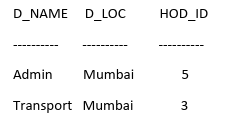 D_NAME D_LOC HOD_ID
---------- ---------- ----------
Admin Mumbai 5
Transport Mumbai 3